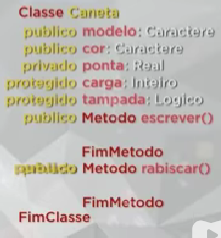 Classe Caneta
publico modelo: Caractere
publico cor: Caractere
privado ponta: Real
protegido carga: Inteiro
protegido tampada: Logico
publico Metodo escrever()
FimMetodo
publico Metodo rabiscar()
FimMetodo
FimClasse